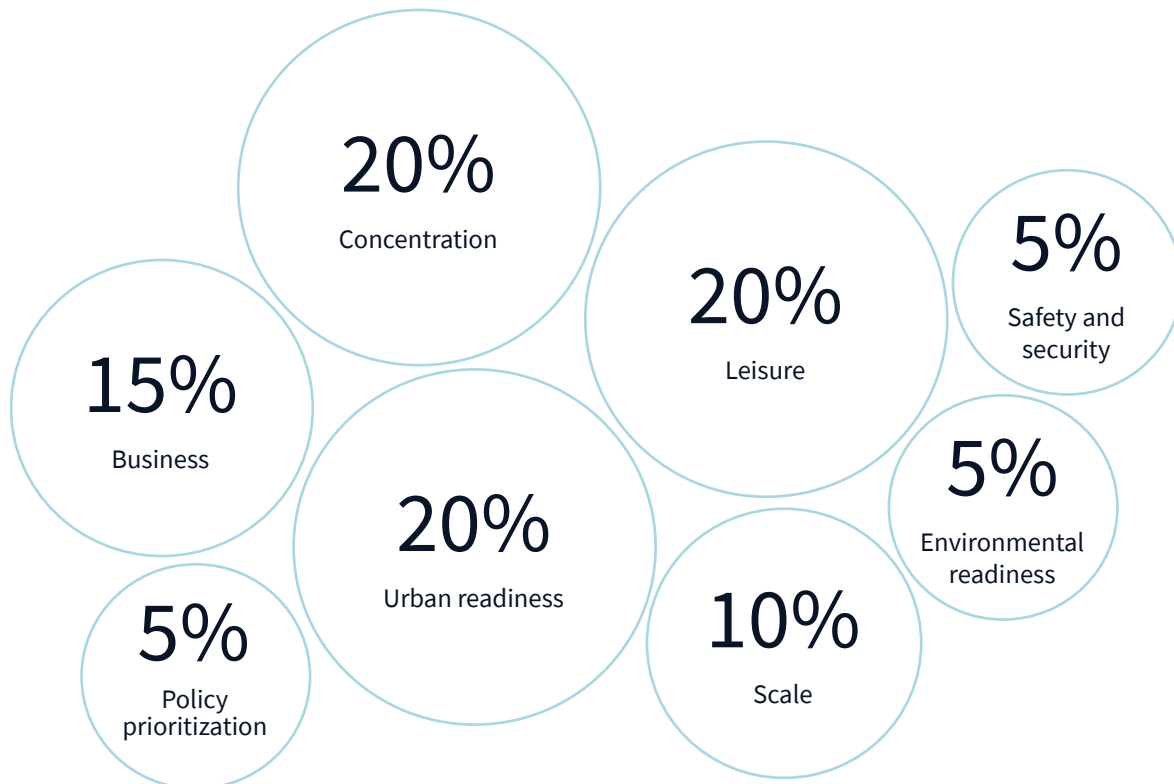 20%
Concentration
20%
Leisure
5%
Safety and
security
15%
Business
20%
Urban readiness
5%
Environmental
readiness
10%
Scale
5%
Policy
prioritization